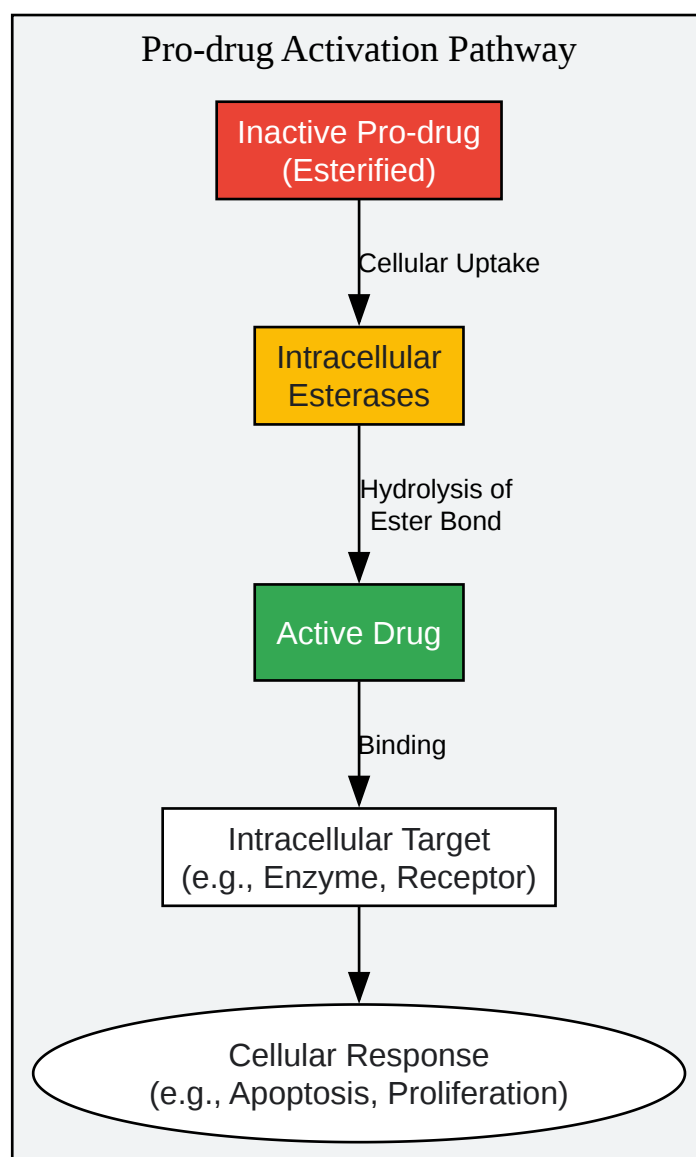 Pro-drug Activation Pathway
Inactive Pro-drug
(Esterified)
Cellular Uptake
Intracellular
Esterases
Hydrolysis of
Ester Bond
Active Drug
Binding
Intracellular Target
(e.g., Enzyme, Receptor)
Cellular Response
(e.g., Apoptosis, Proliferation)